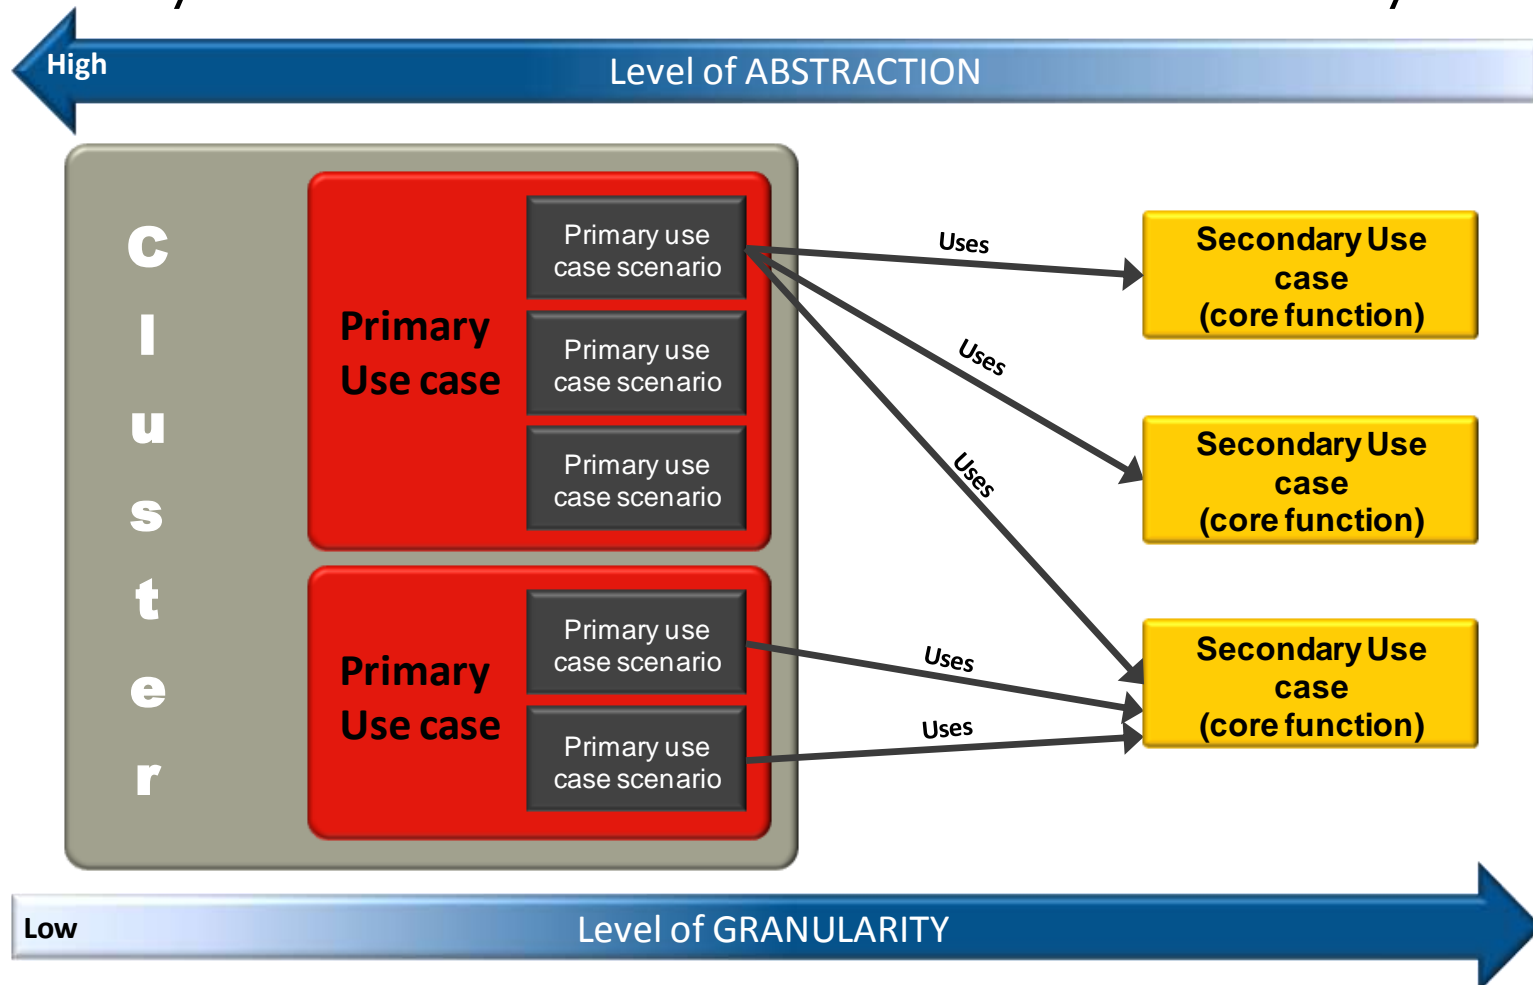 High
Level of ABSTRACTION
Cluster
Primary
Use case
Primary use
case scenario
Primary use
case scenario
Primary use
case scenario
Primary
Use case
Primary use
case scenario
Primary use
case scenario
Uses
Uses
Uses
Uses
Uses
Secondary Use
case
(core function)
Secondary Use
case
(core function)
Secondary Use
case
(core function)
Low
Level of GRANULARITY